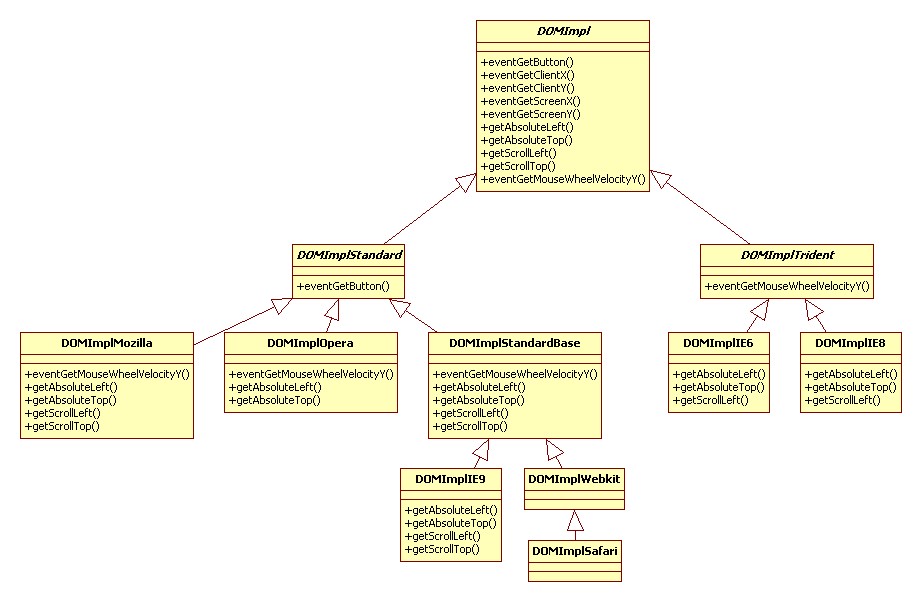 DOMImpl
+eventGetButton()
+eventGetClientX()
+eventGetClientY()
+eventGetScreenX()
+eventGetScreenY()
+getAbsoluteLeft()
+getAbsoluteTop()
+getScrollLeft()
+getScrollTop()
+eventGetMouseWheelVelocityY()
DOMImplStandard
+eventGetButton()
DOMImplTrident
+eventGetMouseWheelVelocityY()
DOMImplMozilla
+eventGetMouseWheelVelocityY()
+getAbsoluteLeft()
+getAbsoluteTop()
+getScrollLeft()
+getScrollTop()
DOMImplOpera
+eventGetMouseWheelVelocityY()
+getAbsoluteLeft()
+getAbsoluteTop()
DOMImplStandardBase
+eventGetMouseWheelVelocityY()
+getAbsoluteLeft()
+getAbsoluteTop()
+getScrollLeft()
+getScrollTop()
DOMImplIE6
+getAbsoluteLeft()
+getAbsoluteTop()
+getScrollLeft()
DOMImplIE8
+getAbsoluteLeft()
+getAbsoluteTop()
+getScrollLeft()
DOMImplIE9
+getAbsoluteLeft()
+getAbsoluteTop()
+getScrollLeft()
+getScrollTop()
DOMImplWebkit
DOMImplSafari